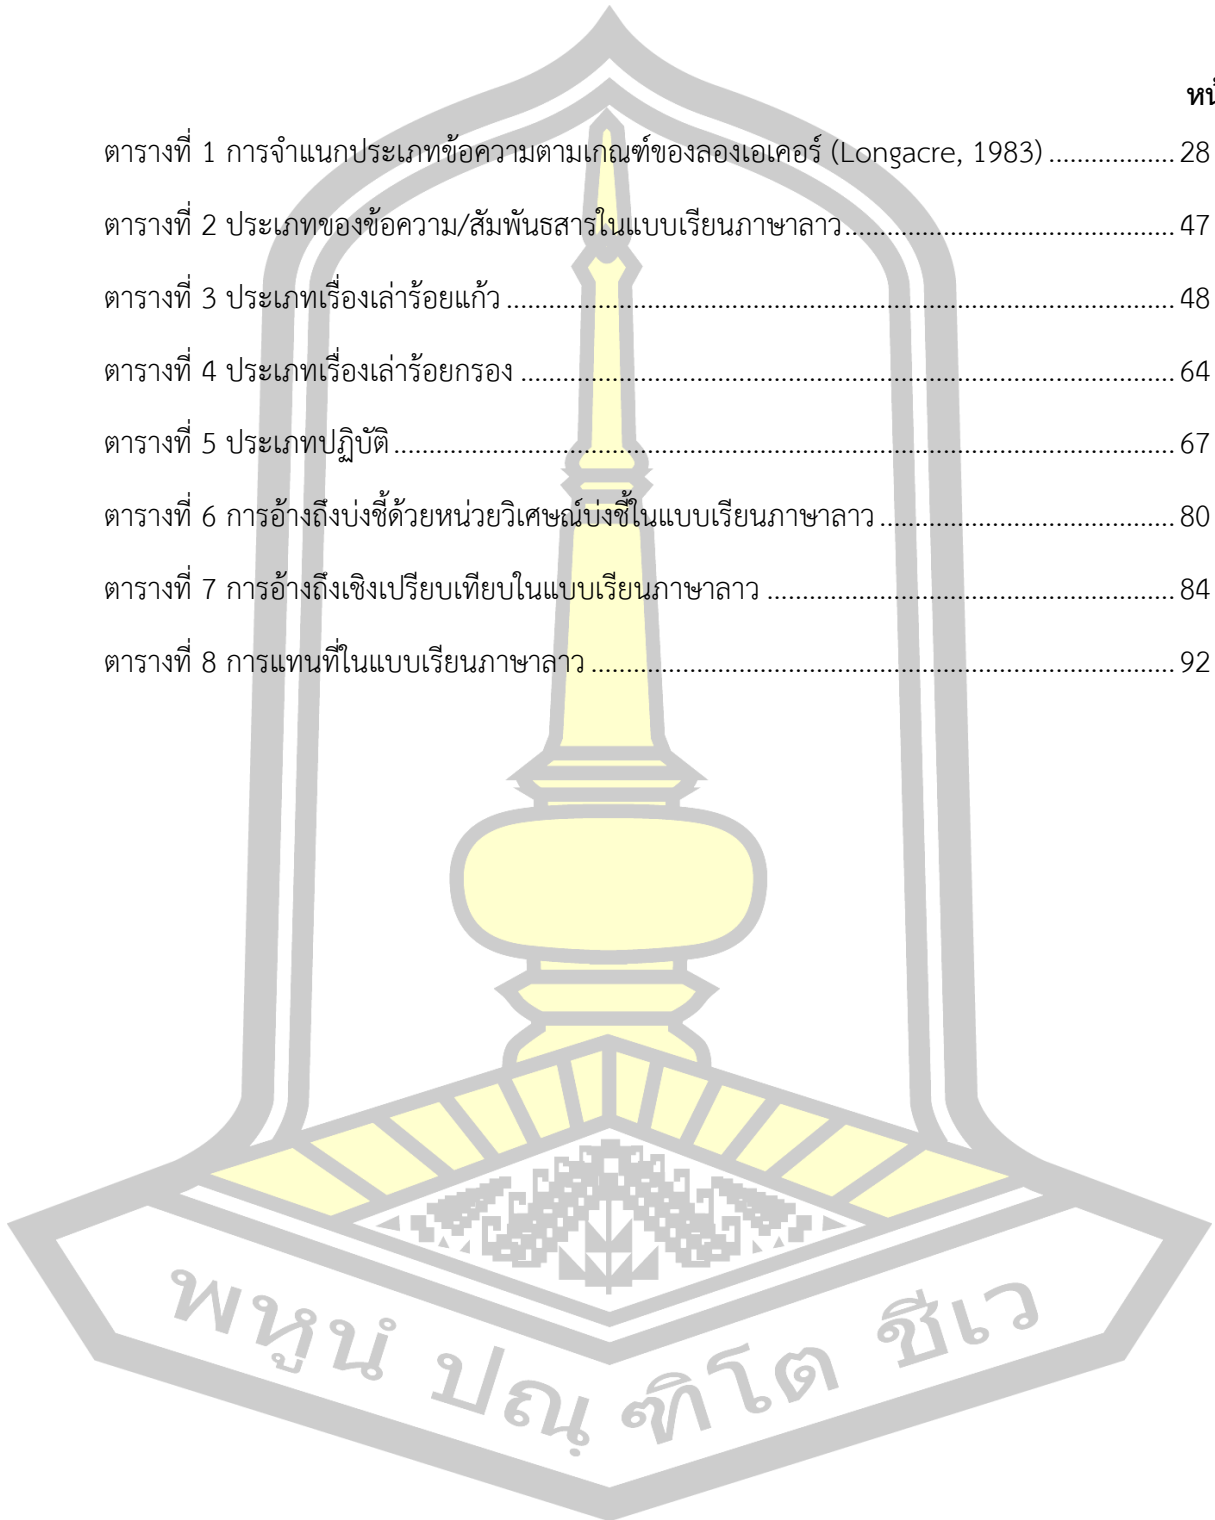 ตารางที่ 1 การจำแนกประเภทข้อความตามเกณฑ์ของลองเอเคอร์ (Longacre, 1983) ................. 28
ตารางที่ 2 ประเภทของข้อความ/สัมพันธสารในแบบเรียนภาษาลาว ................. 47
ตารางที่ 3 ประเภทเรื่องเล่าร้อยแก้ว ................. 48
ตารางที่ 4 ประเภทเรื่องเล่าร้อยกรอง ................. 64
ตารางที่ 5 ประเภทปฏิบัติ ................. 67
ตารางที่ 6 การอ้างถึงบ่งชี้ด้วยหน่วยวิเศษณ์บ่งชี้ในแบบเรียนภาษาลาว ................. 80
ตารางที่ 7 การอ้างถึงเชิงเปรียบเทียบในแบบเรียนภาษาลาว ................. 84
ตารางที่ 8 การแทนที่ในแบบเรียนภาษาลาว ................. 92
พหูนํ ปณฺฑิโต ชีเว